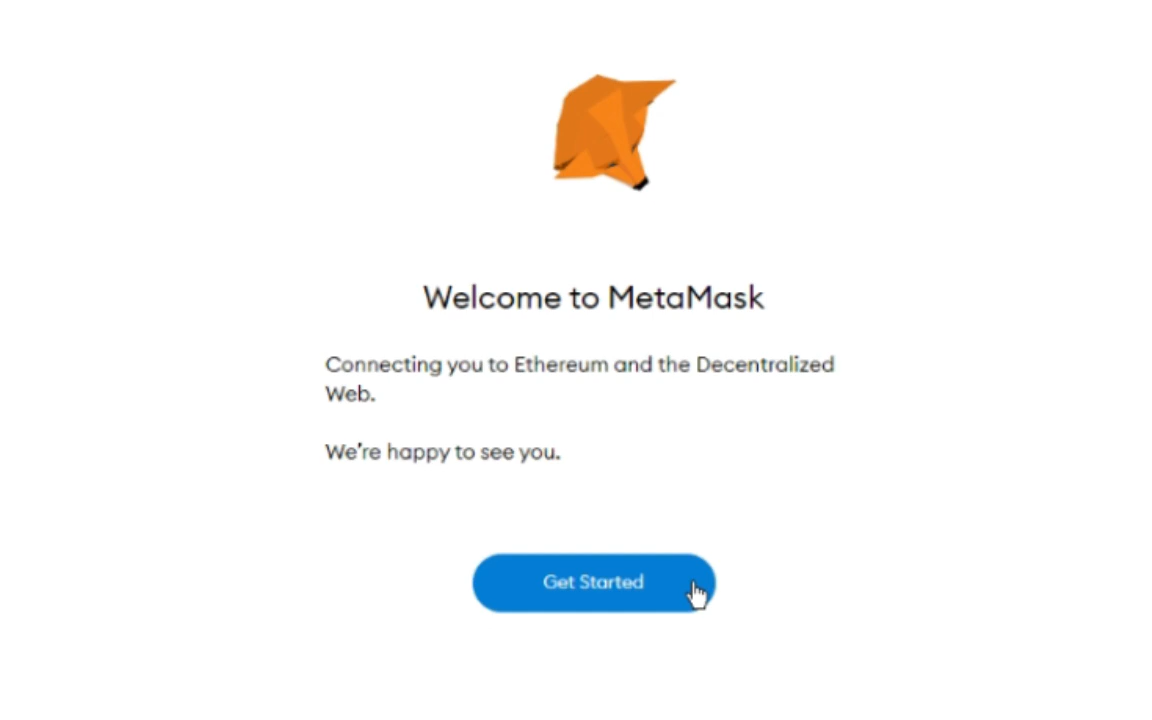 Welcome to MetaMask
Connecting you to Ethereum and the Decentralized
Web.
We're happy to see you.
Get Started